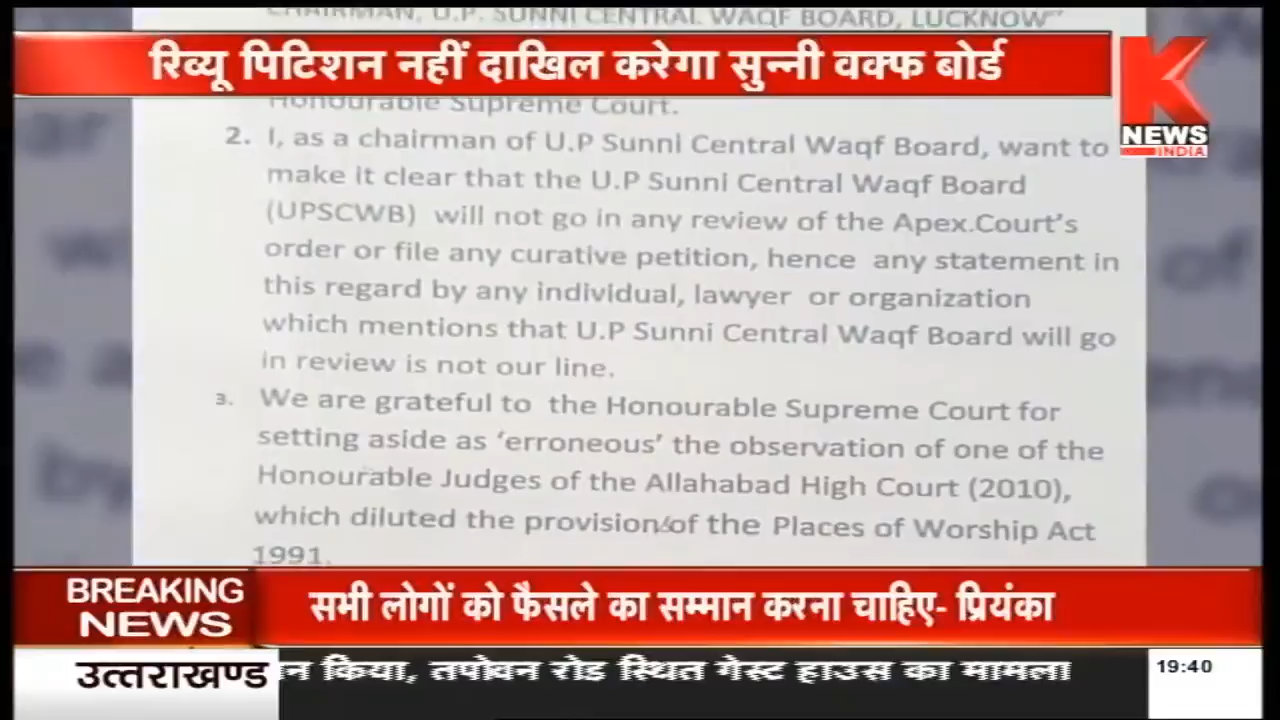 CHAIRMAN, U.P. SUNNI CENTRAL WAQF BOARD, LUCKNOW"
रिव्यू पिटिशन नहीं दाखिल करेगा सुन्नी वक्फ बोर्ड
K
NEWS
INDIA
Honourable Supreme Court.
2. I, as a chairman of U.P Sunni Central Waqf Board, want to
make it clear that the U.P Sunni Central Waqf Board
(UPSCWB) will not go in any review of the Apex.Court's
order or file any curative petition, hence any statement in
this regard by any individual, lawyer or organization
which mentions that U.P Sunni Central Waqf Board will go
in review is not our line.
3. We are grateful to the Honourable Supreme Court for
setting aside as 'erroneous' the observation of one of the
Honourable Judges of the Allahabad High Court (2010),
which diluted the provision of the Places of Worship Act
1991.
BREAKING
NEWS
सभी लोगों को फैसले का सम्मान करना चाहिए- प्रियंका
उत्तराखण्ड
न किया, तपोवन रोड स्थित गेस्ट हाउस का मामला
19:40